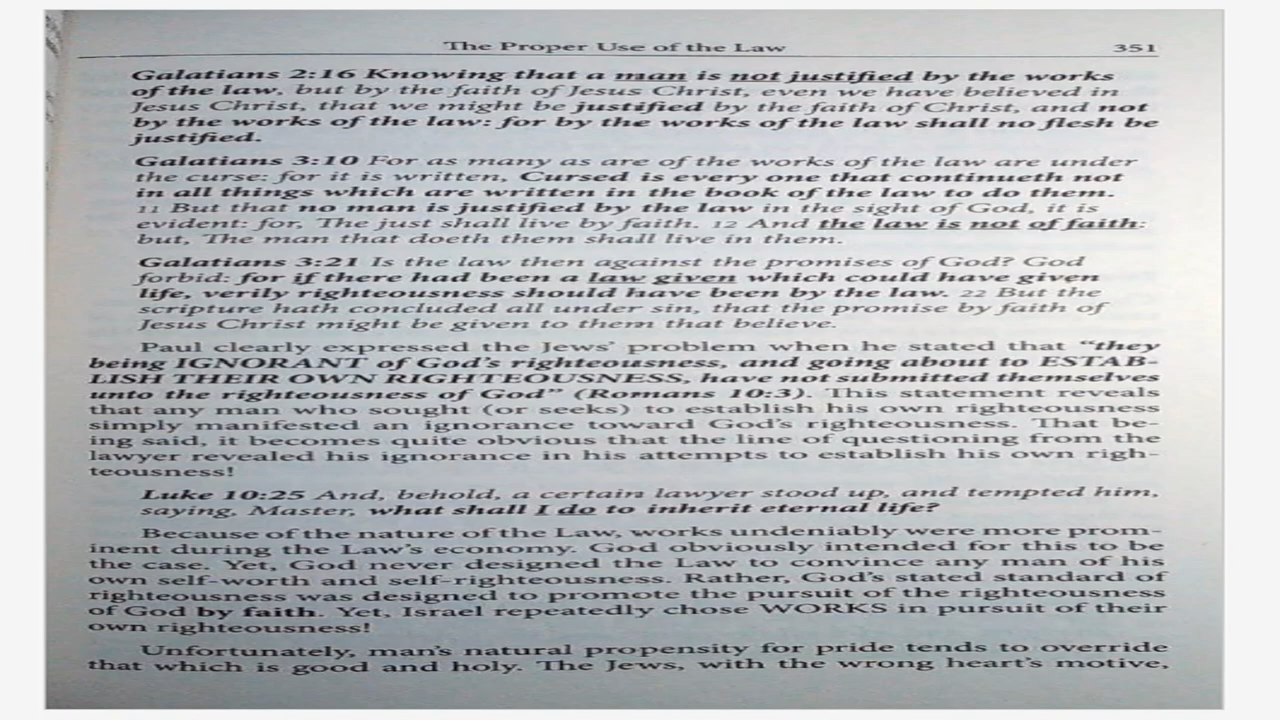 The Proper Use of the Law 351
Galatians 2:16 Knowing that a man is not justified by the works
of the law, but by the faith of Jesus Christ, even we have believed in
Jesus Christ, that we might be justified by the faith of Christ, and not
by the works of the law: for by the works of the law shall no flesh be
justified.
Galatians 3:10 For as many as are of the works of the law are under
the curse: for it is written, Cursed is every one that continueth not
in all things which are written in the book of the law to do them.
11 But that no man is justified by the law in the sight of God, it is
evident: for, The just shall live by faith. 12 And the law is not of faith:
but, The man that doeth them shall live in them.
Galatians 3:21 Is the law then against the promises of God? God
forbid: for if there had been a law given which could have given
life, verily righteousness should have been by the law. 22 But the
scripture hath concluded all under sin, that the promise by faith of
Jesus Christ might be given to them that believe.
Paul clearly expressed the Jews' problem when he stated that "they
being IGNORANT of God's righteousness, and going about to ESTAB-
LISH THEIR OWN RIGHTEOUSNESS, have not submitted themselves
unto the righteousness of God" (Romans 10:3). This statement reveals
that any man who sought (or seeks) to establish his own righteousness
simply manifested an ignorance toward God's righteousness. That be-
ing said, it becomes quite obvious that the line of questioning from the
lawyer revealed his ignorance in his attempts to establish his own righ-
teousness!
Luke 10:25 And, behold, a certain lawyer stood up, and tempted him,
saying, Master, what shall I do to inherit eternal life?
Because of the nature of the Law, works undeniably were more prom-
inent during the Law's economy. God obviously intended for this to be
the case. Yet, God never designed the Law to convince any man of his
own self-worth and self-righteousness. Rather, God's stated standard of
righteousness was designed to promote the pursuit of the righteousness
of God by faith. Yet, Israel repeatedly chose WORKS in pursuit of their
own righteousness!
Unfortunately, man's natural propensity for pride tends to override
that which is good and holy. The Jews, with the wrong heart's motive,